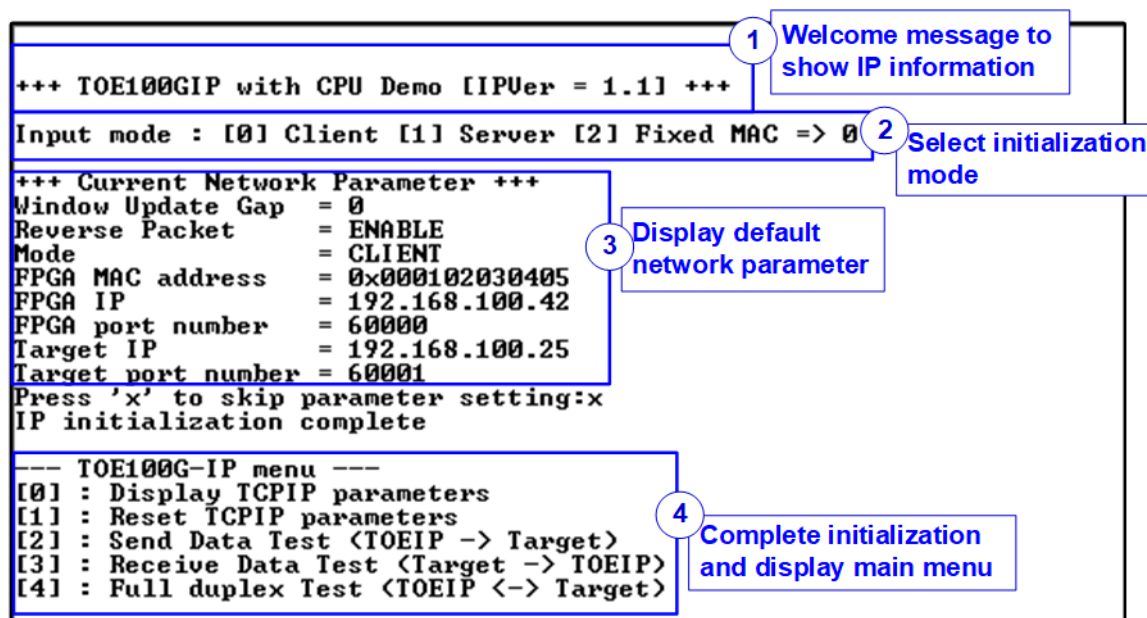 1
Welcome message to
show IP information
+++ TOE100GIP with CPU Demo [IPVer = 1.1] +++
Input mode : [0] Client [1] Server [2] Fixed MAC => 0
2
Select initialization
mode
+++ Current Network Parameter +++
Window Update Gap = 0
Reverse Packet = ENABLE
Mode = CLIENT
FPGA MAC address = 0x000102030405
FPGA IP = 192.168.100.42
FPGA port number = 60000
Target IP = 192.168.100.25
Target port number = 60001
3
Display default
network parameter
Press 'x' to skip parameter setting:x
IP initialization complete
--- TOE100G-IP menu ---
[0] : Display TCPIP parameters
[1] : Reset TCPIP parameters
[2] : Send Data Test (TOEIP -> Target)
[3] : Receive Data Test (Target -> TOEIP)
[4] : Full duplex Test (TOEIP <-> Target)
4
Complete initialization
and display main menu